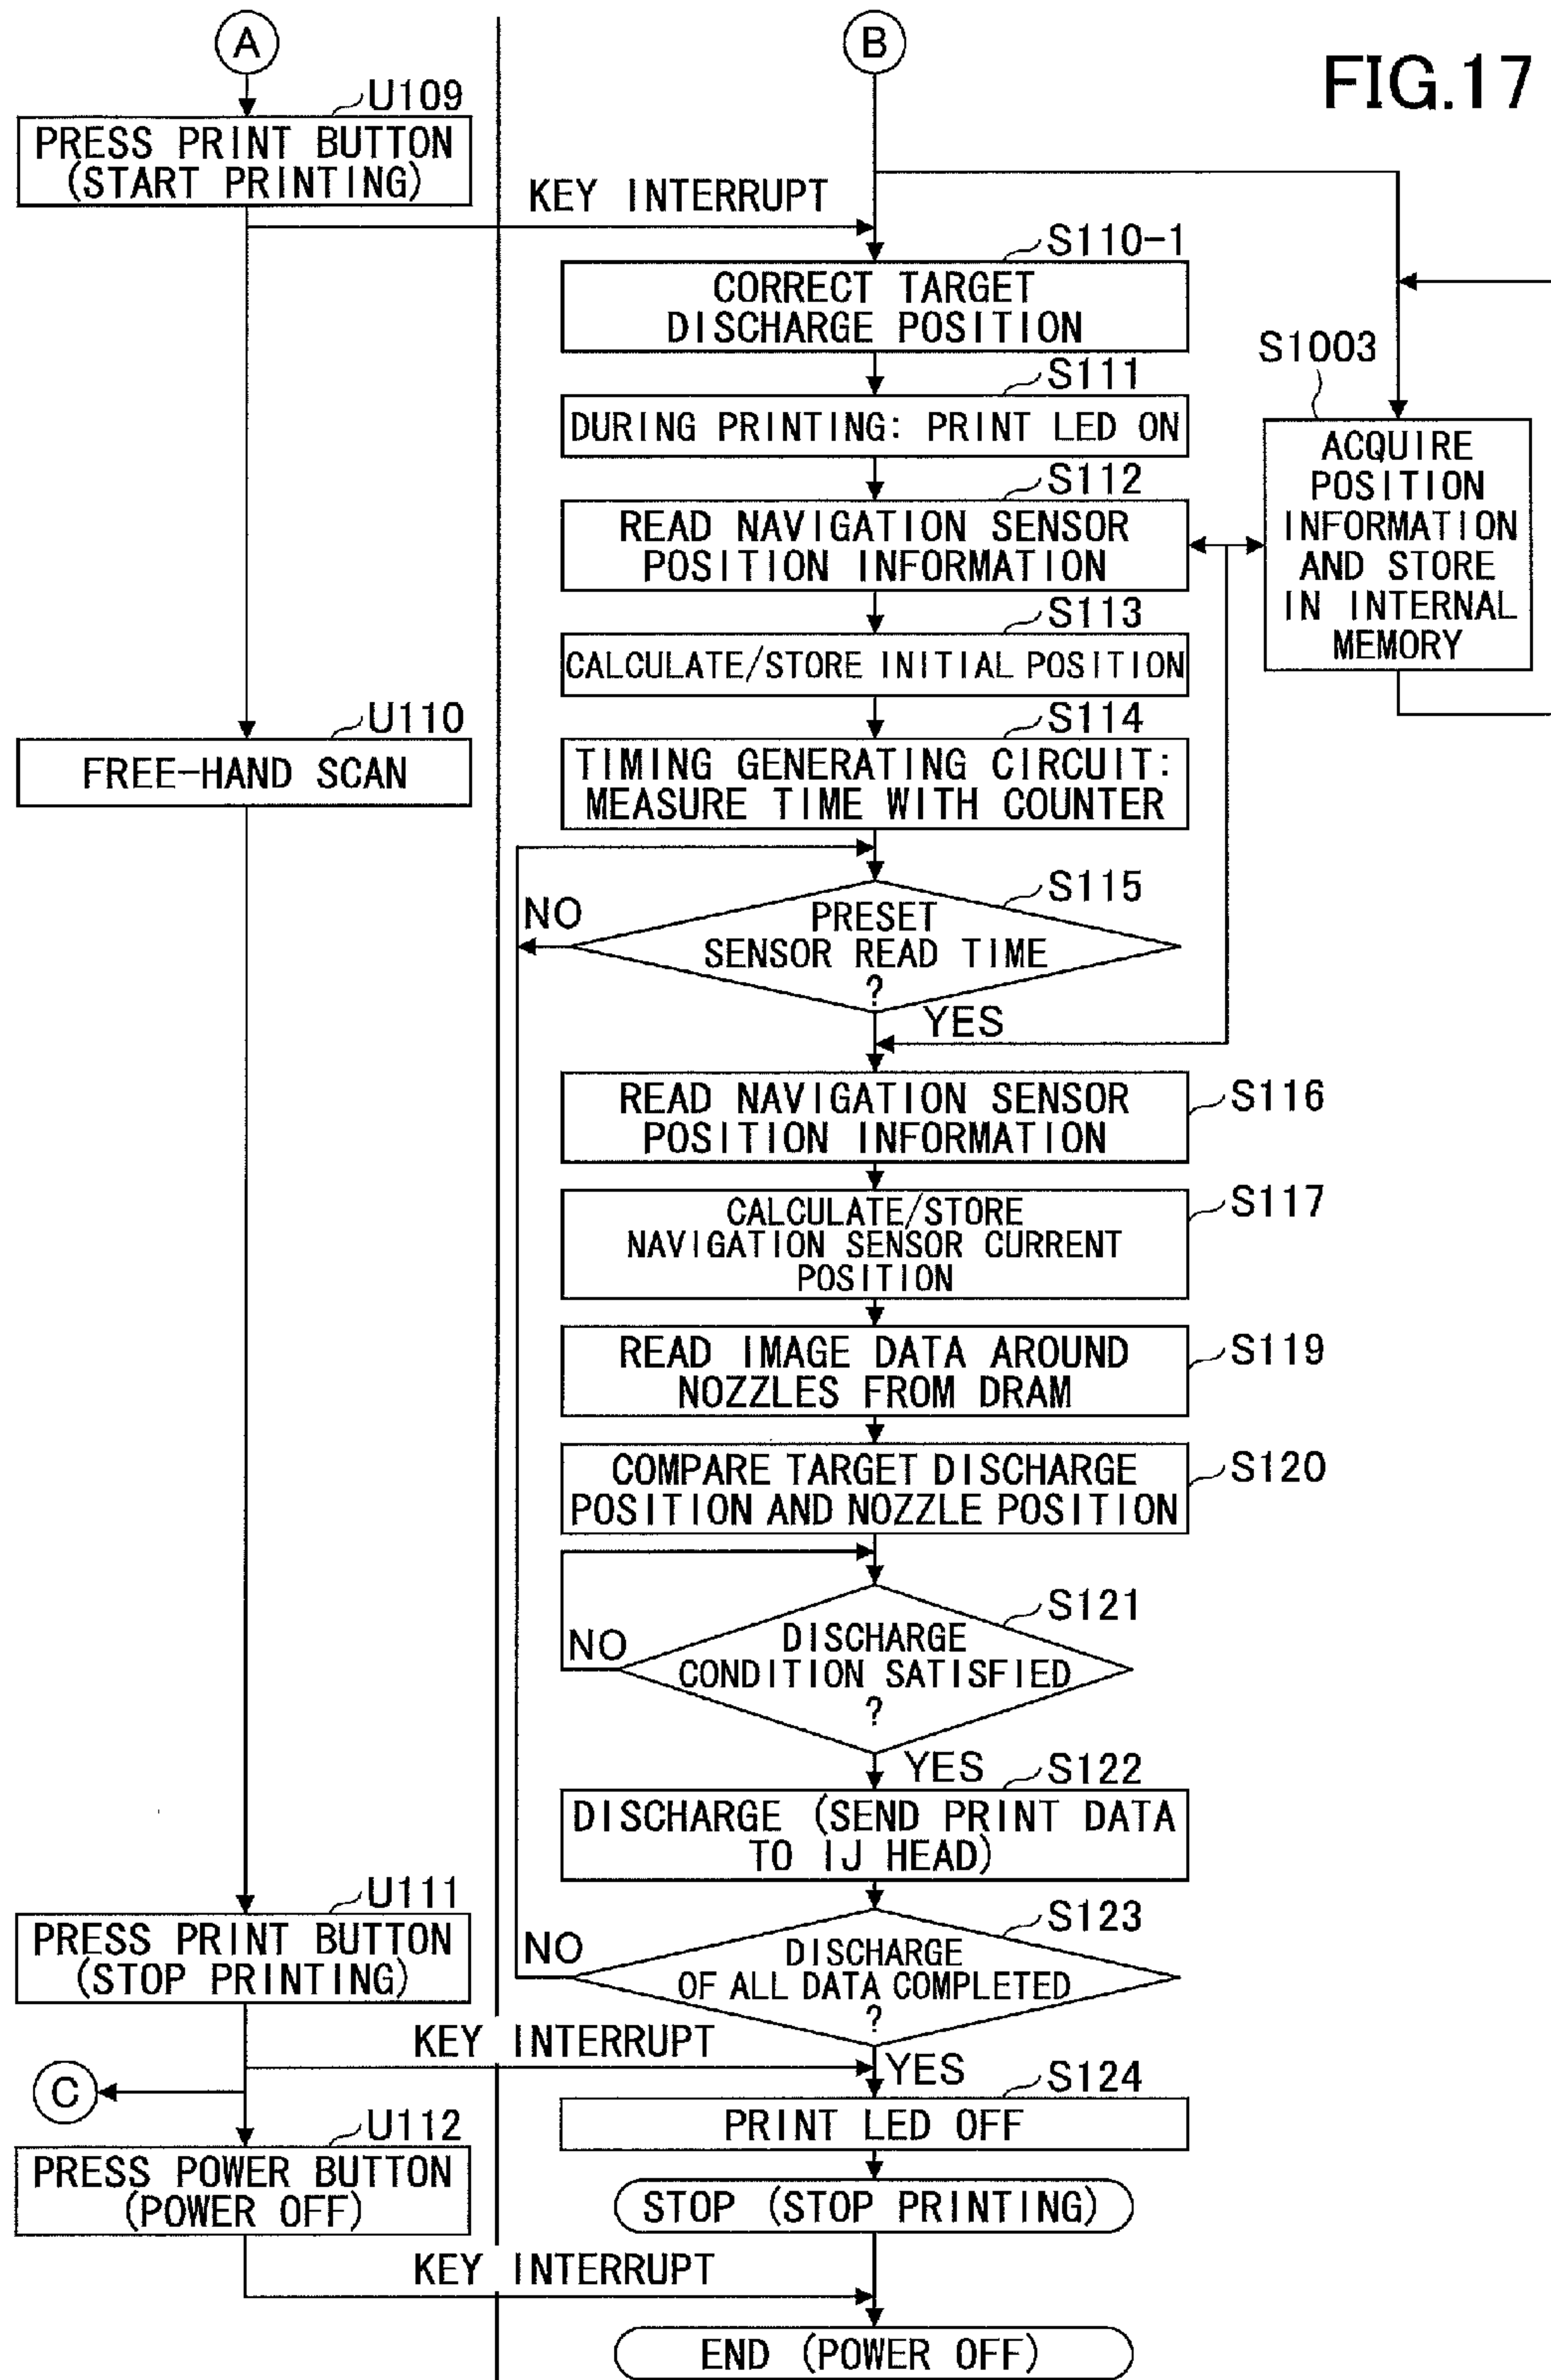 A
B
FIG.17
U109
PRESS PRINT BUTTON
(START PRINTING)
KEY INTERRUPT
S110-1
CORRECT TARGET
DISCHARGE POSITION
S111
DURING PRINTING: PRINT LED ON
S1003
ACQUIRE
POSITION
INFORMATION
AND STORE
IN INTERNAL
MEMORY
S112
READ NAVIGATION SENSOR
POSITION INFORMATION
S113
CALCULATE/STORE INITIAL POSITION
U110
FREE-HAND SCAN
S114
TIMING GENERATING CIRCUIT:
MEASURE TIME WITH COUNTER
S115
NO
PRESET
SENSOR READ TIME
?
YES
READ NAVIGATION SENSOR
POSITION INFORMATION
S116
CALCULATE/STORE
NAVIGATION SENSOR CURRENT
POSITION
S117
READ IMAGE DATA AROUND
NOZZLES FROM DRAM
S119
COMPARE TARGET DISCHARGE
POSITION AND NOZZLE POSITION
S120
S121
NO
DISCHARGE
CONDITION SATISFIED
?
YES
S122
DISCHARGE (SEND PRINT DATA
TO IJ HEAD)
U111
PRESS PRINT BUTTON
(STOP PRINTING)
S123
NO
DISCHARGE
OF ALL DATA COMPLETED
?
KEY INTERRUPT
YES
C
S124
PRINT LED OFF
U112
PRESS POWER BUTTON
(POWER OFF)
STOP (STOP PRINTING)
KEY INTERRUPT
END (POWER OFF)